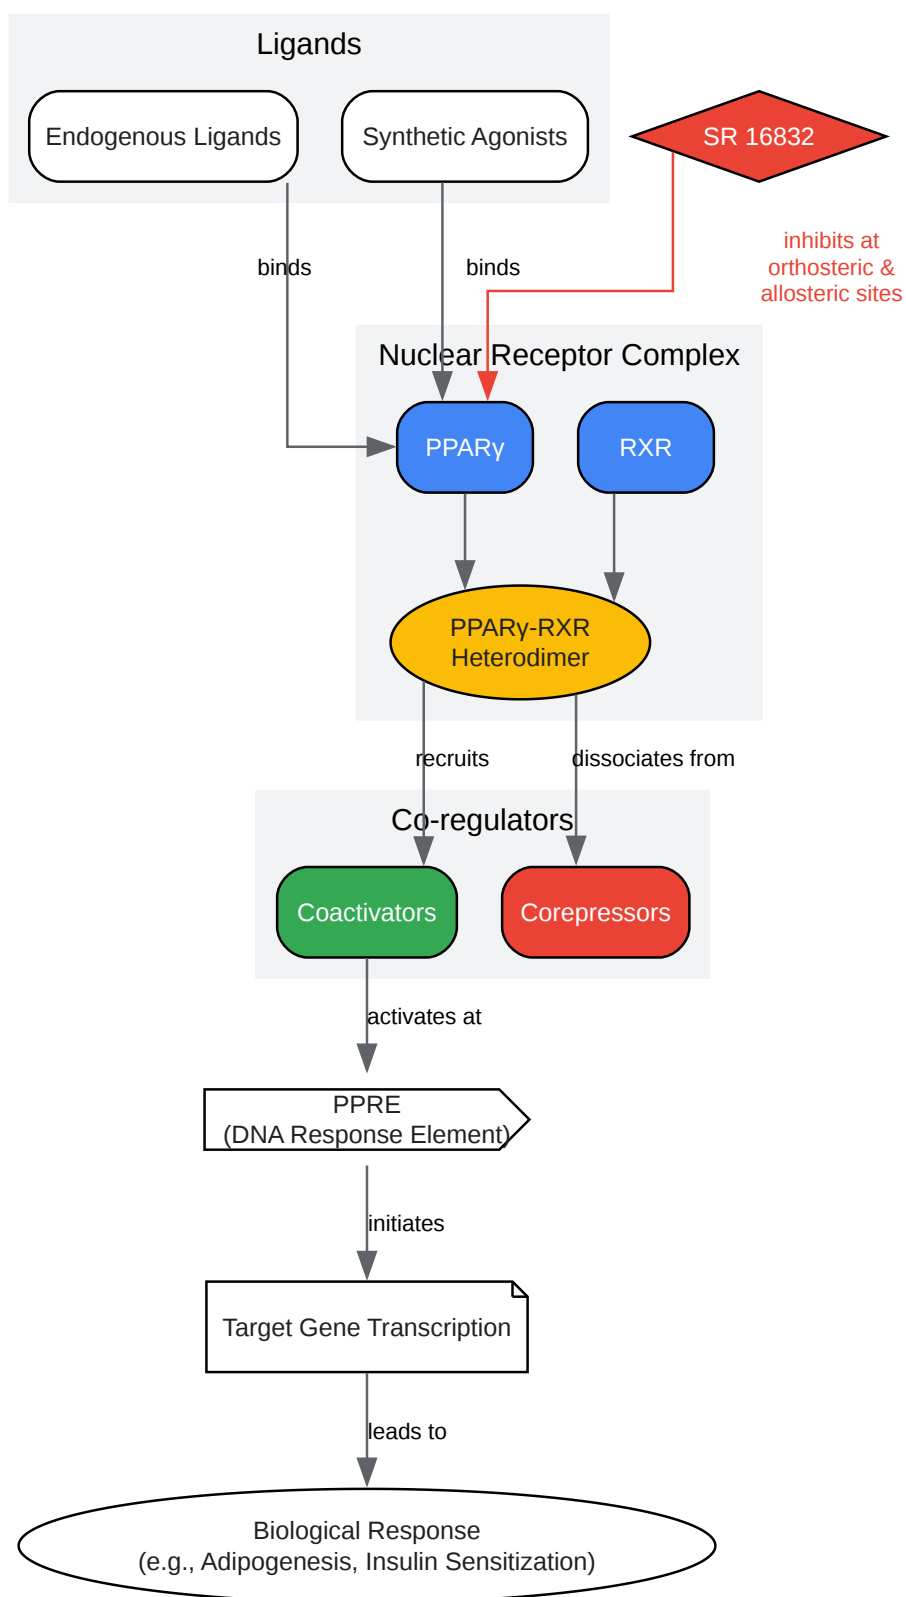 Ligands
Endogenous Ligands
Synthetic Agonists
SR 16832
inhibits at
orthosteric &
allosteric sites
binds
binds
Nuclear Receptor Complex
PPARγ
RXR
PPARγ-RXR
Heterodimer
recruits
dissociates from
Co-regulators
Coactivators
Corepressors
activates at
PPRE
(DNA Response Element)
initiates
Target Gene Transcription
leads to
Biological Response
(e.g., Adipogenesis, Insulin Sensitization)